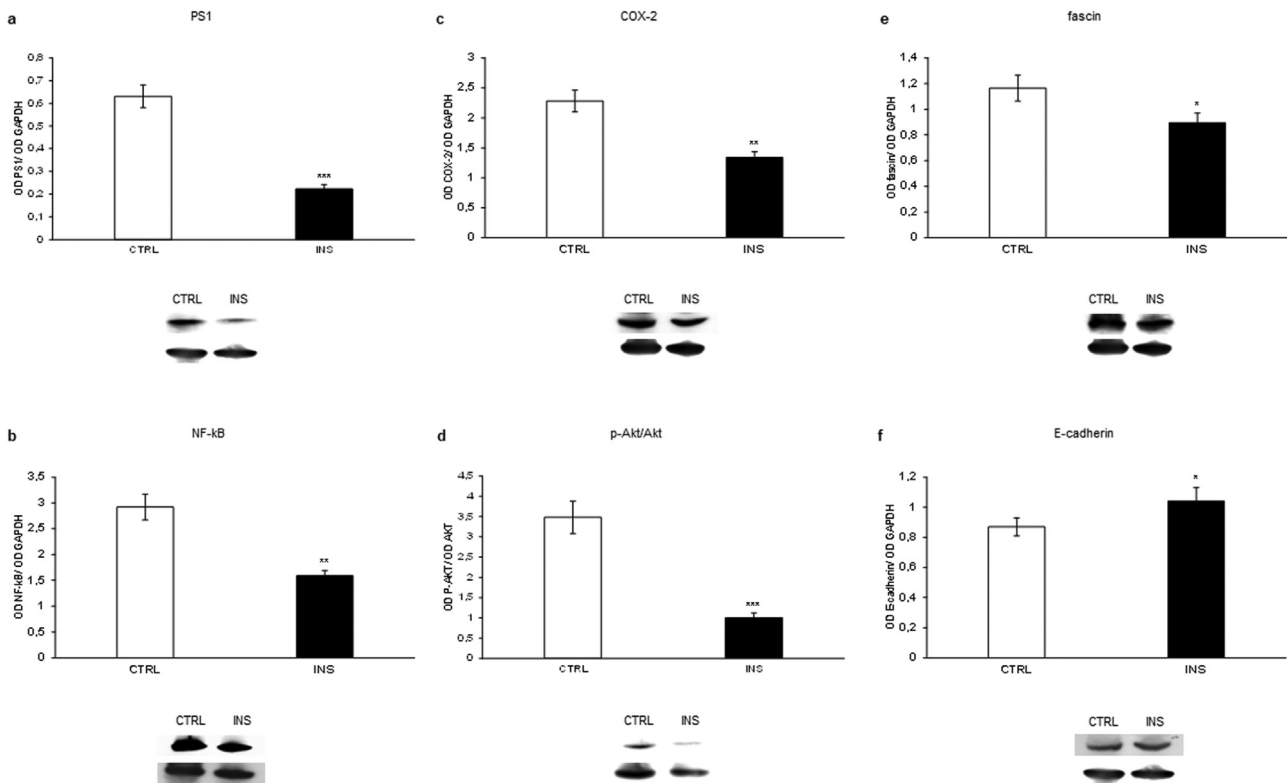 a
PS1
OD PS1/ OD GAPDH
0,8
0,7
0,6
0,5
0,4
0,3
0,2
0,1
0
***
CTRL INS
CTRL INS
c
COX-2
OD COX-2/ OD GAPDH
3
2,5
2
1,5
1
0,5
0
**
CTRL INS
CTRL INS
e
fascin
OD fascin/ OD GAPDH
1,4
1,2
1
0,8
0,6
0,4
0,2
0
*
CTRL INS
CTRL INS
b
NF-kB
OD NF-kB/ OD GAPDH
3,5
3
2,5
2
1,5
1
0,5
0
**
CTRL INS
CTRL INS
d
p-Akt/Akt
OD P-AKT/ OD AKT
4,5
4
3,5
3
2,5
2
1,5
1
0,5
0
***
CTRL INS
CTRL INS
f
E-cadherin
OD E-cadherin/ OD GAPDH
1,2
1
0,8
0,6
0,4
0,2
0
*
CTRL INS
CTRL INS